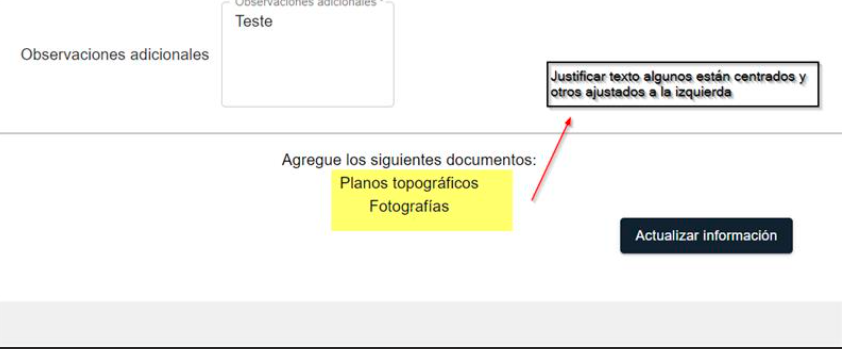 Observaciones adicionales *
Teste
Observaciones adicionales
Justificar texto algunos están centrados y
otros ajustados a la izquierda
Agregue los siguientes documentos:
Planos topográficos
Fotografías
Actualizar información